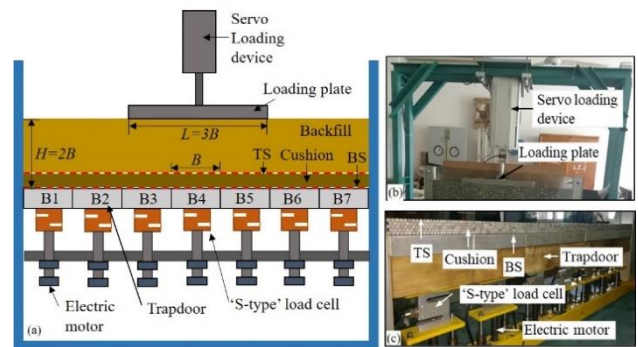 Servo
Loading
device
Loading plate
L=3B
Backfill
H=2B
B
TS
Cushion
BS
B1 B2 B3 B4 B5 B6 B7
Electric
motor
Trapdoor
'S-type' load cell
(a)
Servo loading
device
Loading plate
(b)
TS
Cushion
BS
Trapdoor
'S-type' load cell
Electric motor
(c)